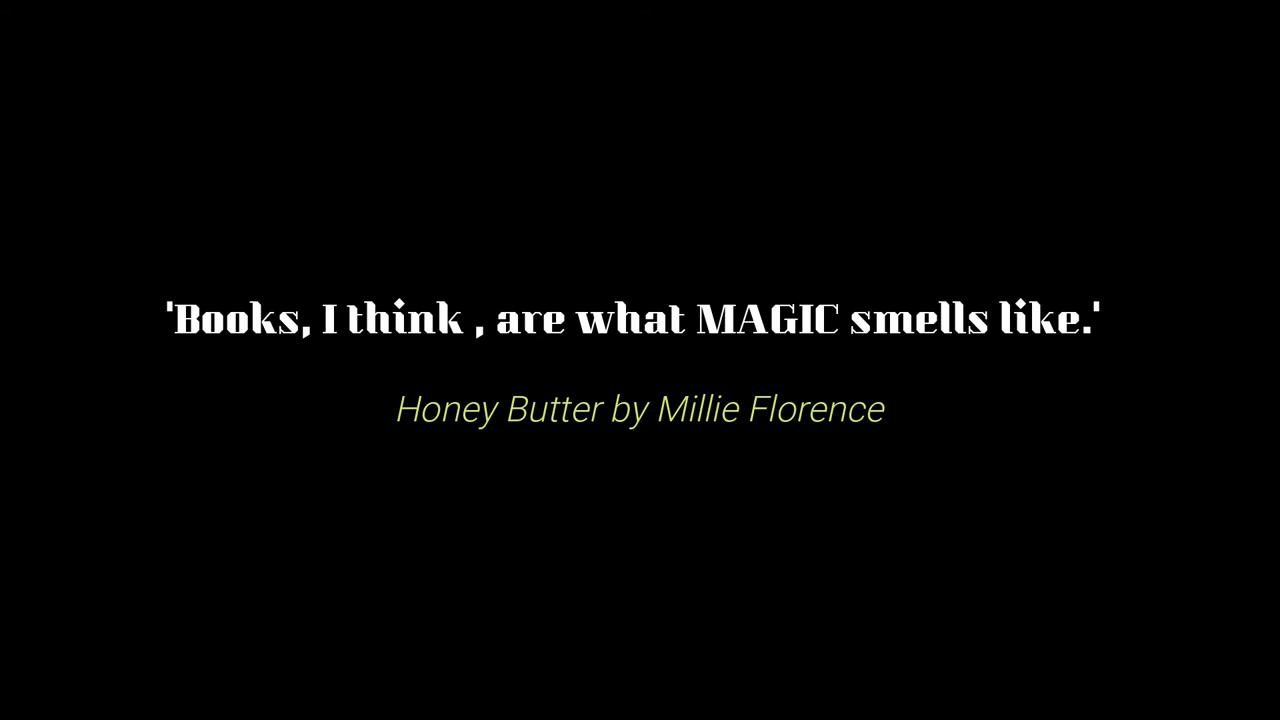 'Books, I think , are what MAGIC smells like.'
Honey Butter by Millie Florence